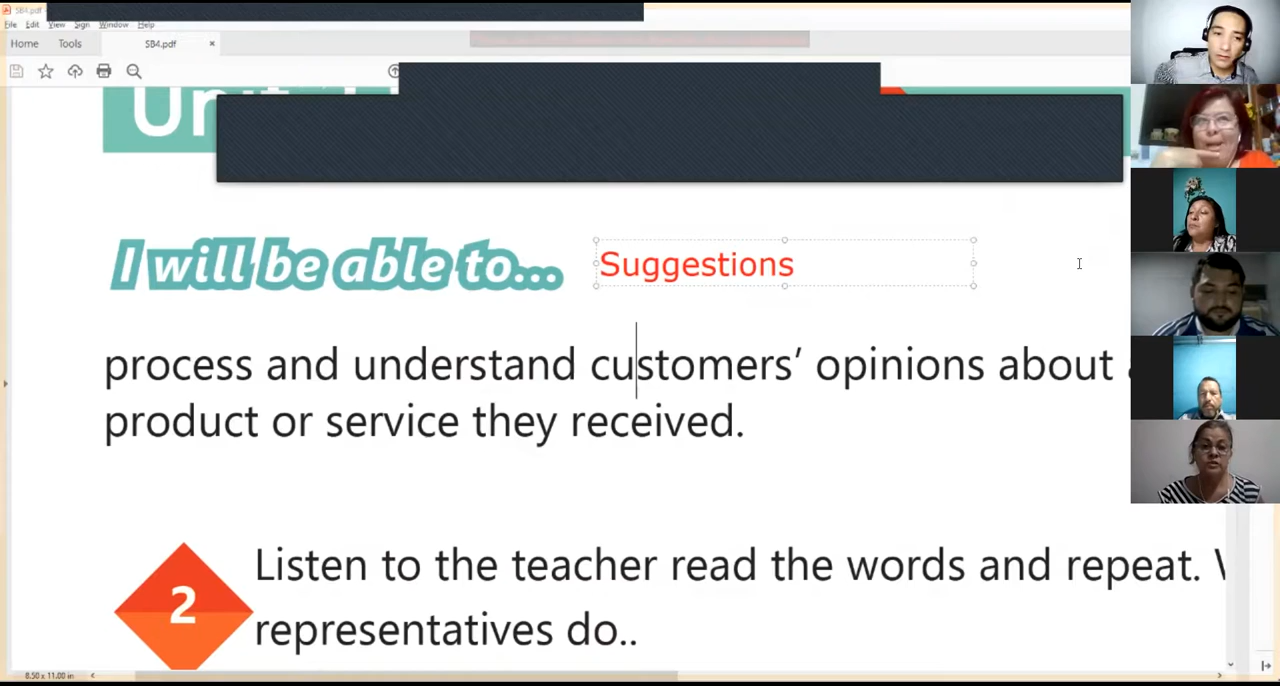 SB4.pdf
File Edit View Sign Window Help
Home Tools SB4.pdf ×
I will be able to... Suggestions
process and understand customers’ opinions about
product or service they received.
2 Listen to the teacher read the words and repeat.
representatives do..
8.50 x 11.00 in